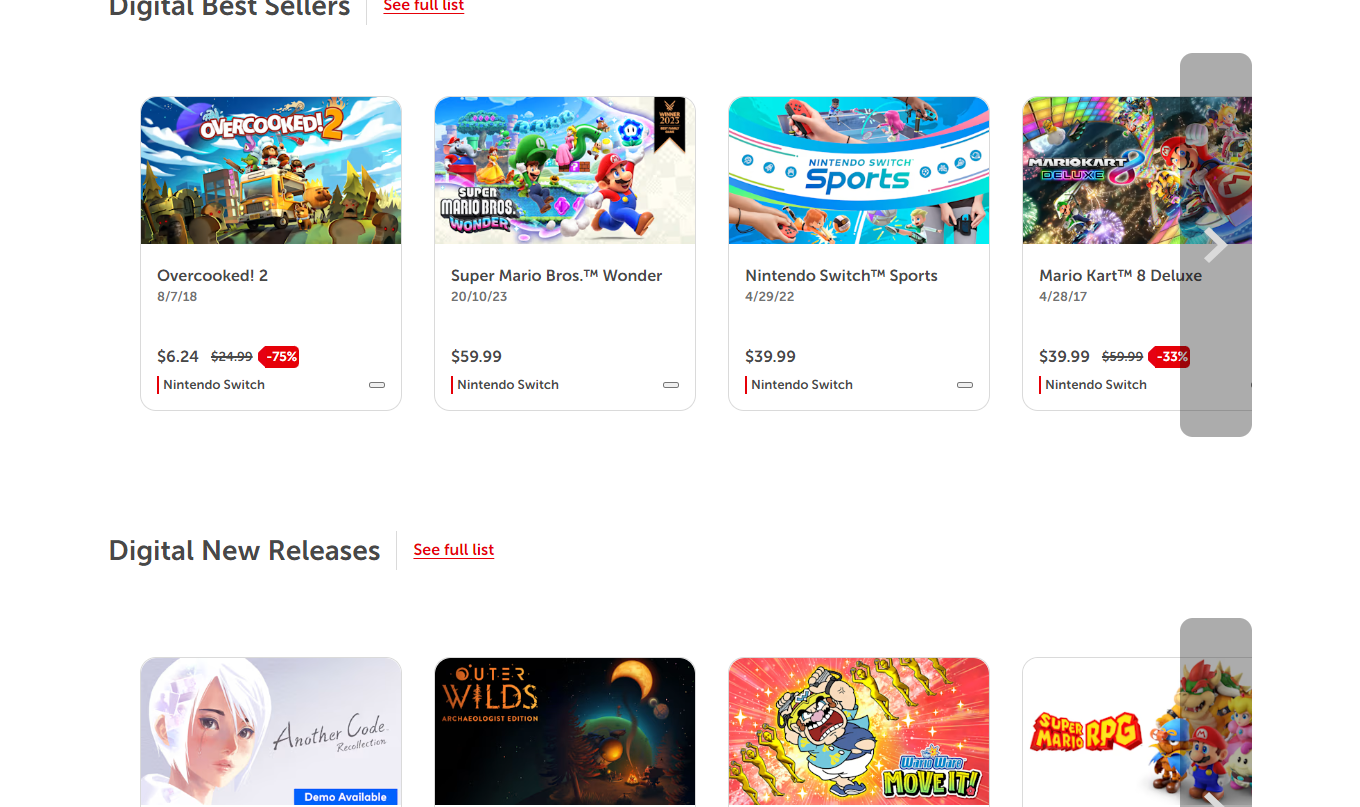 Digital Best Sellers
See full list
OVERCOOKED! 2
WINNER
2023
BEST FAMILY
GAME
SUPER
MARIO BROS.
WONDER
NINTENDO SWITCH
Sports
MARIOKART 8
DELUXE
Overcooked! 2
8/7/18
$6.24 $24.99 -75%
Nintendo Switch
Super Mario Bros.™ Wonder
20/10/23
$59.99
Nintendo Switch
Nintendo Switch™ Sports
4/29/22
$39.99
Nintendo Switch
Mario Kart™ 8 Deluxe
4/28/17
$39.99 $59.99 -33%
Nintendo Switch
Digital New Releases
See full list
Another Code
Recollection
Demo Available
OUTER
WILDS
ARCHAEOLOGIST EDITION
WarioWare
MOVE IT!
SUPER
MARIO RPG